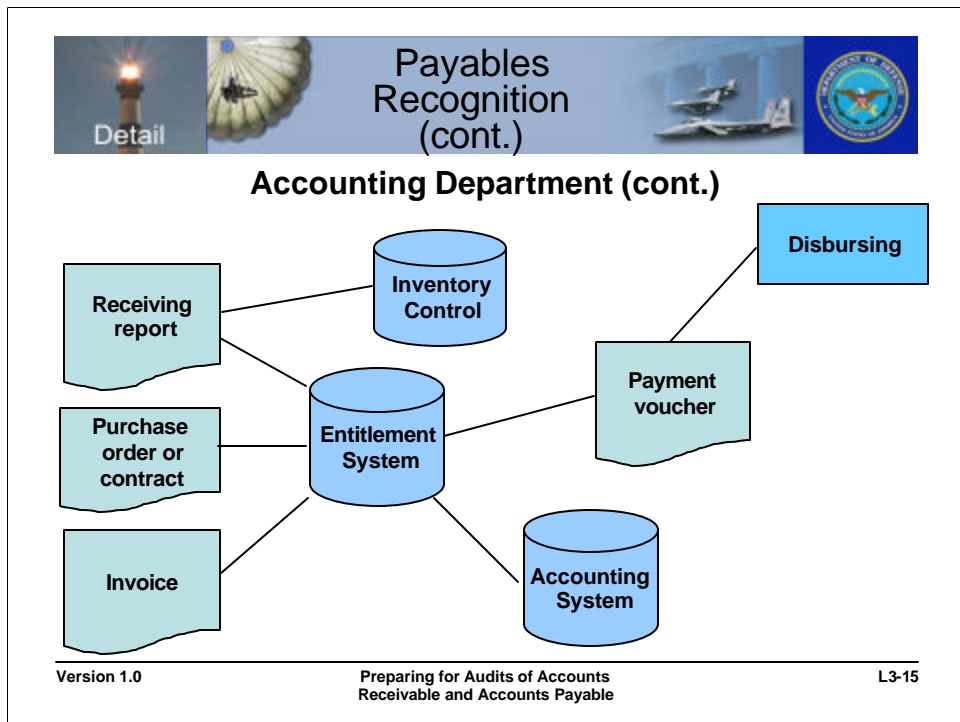 Detail
Payables
Recognition
(cont.)
Accounting Department (cont.)
Disbursing
Inventory
Control
Receiving
report
Payment
voucher
Purchase
order or
contract
Entitlement
System
Invoice
Accounting
System
Version 1.0
Preparing for Audits of Accounts
Receivable and Accounts Payable
L3-15